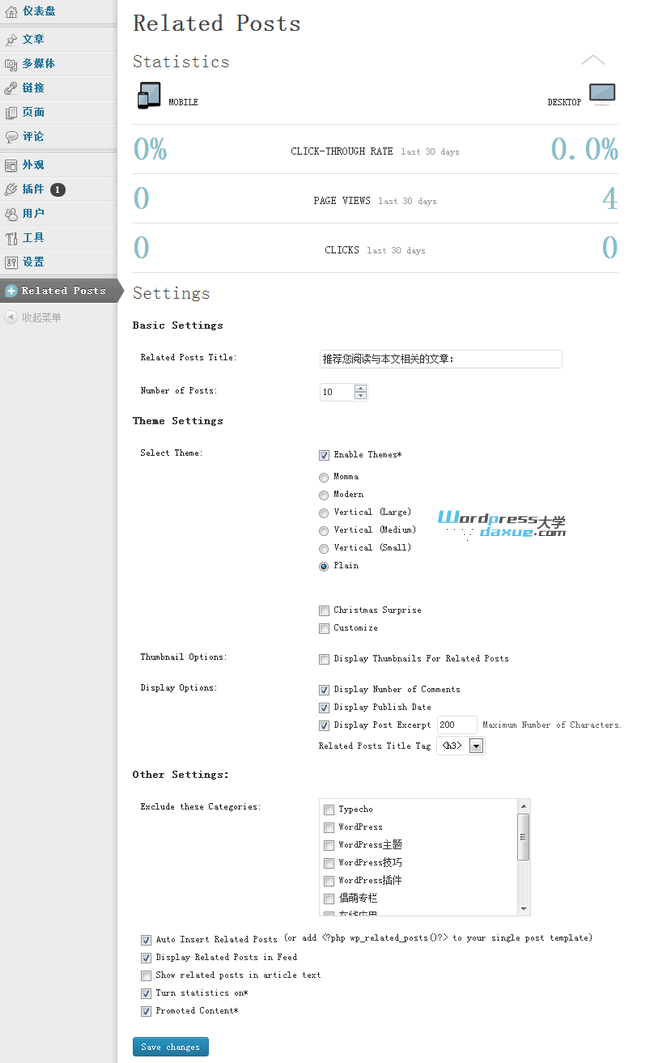 仪表盘
文章
多媒体
链接
页面
评论
外观
插件 1
用户
工具
设置
Related Posts
收起菜单
Related Posts
Statistics
MOBILE
DESKTOP
0% CLICK-THROUGH RATE last 30 days 0.0%
0 PAGE VIEWS last 30 days 4
0 CLICKS last 30 days 0
Settings
Basic Settings
Related Posts Title: 推荐您阅读与本文相关的文章:
Number of Posts: 10
Theme Settings
Select Theme: Enable Themes*
Momma
Modern
Vertical (Large)
Vertical (Medium)
Vertical (Small)
Plain
Wordpress大学
daxue.com
Christmas Surprise
Customize
Thumbnail Options: Display Thumbnails For Related Posts
Display Options: Display Number of Comments
Display Publish Date
Display Post Excerpt 200 Maximum Number of Characters.
Related Posts Title Tag <h3>
Other Settings:
Exclude these Categories: Typecho
WordPress
WordPress主题
WordPress技巧
WordPress插件
倡萌专栏
在线应用
Auto Insert Related Posts (or add <?php wp_related_posts()?> to your single post template)
Display Related Posts in Feed
Show related posts in article text
Turn statistics on*
Promoted Content*
Save changes